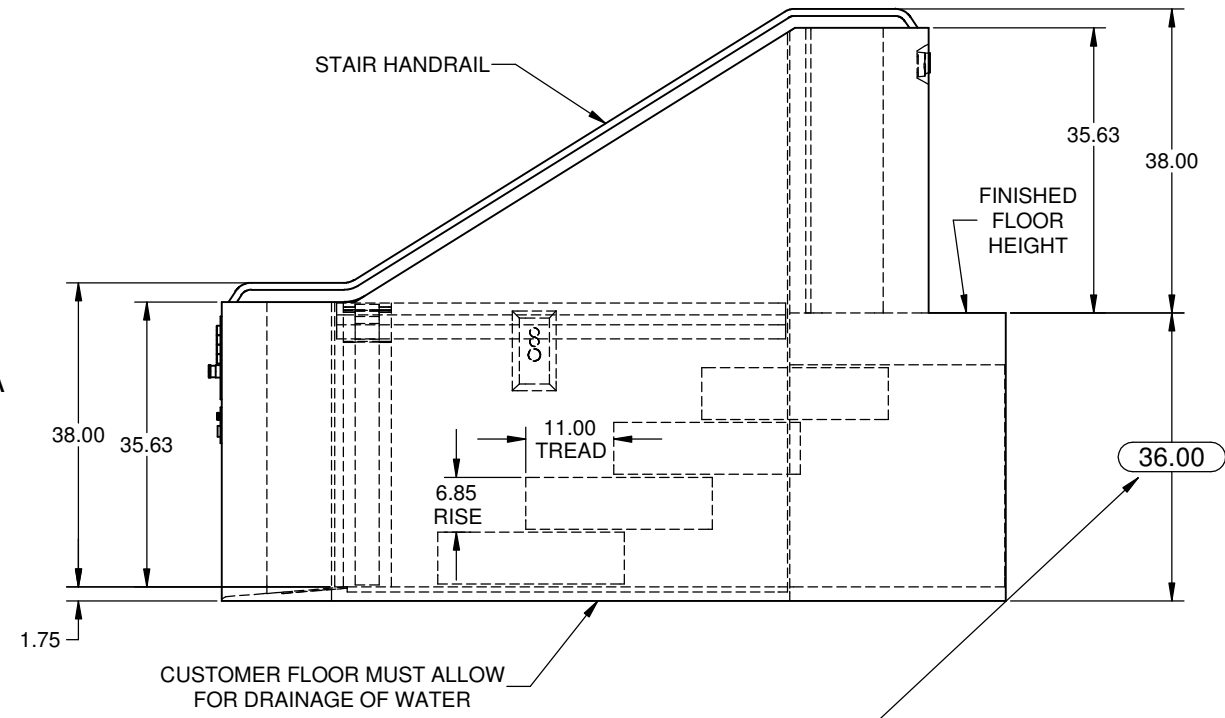 STAIR HANDRAIL
35.63
38.00
FINISHED
FLOOR
HEIGHT
A
38.00
35.63
11.00
TREAD
6.85
RISE
36.00
1.75
CUSTOMER FLOOR MUST ALLOW
FOR DRAINAGE OF WATER